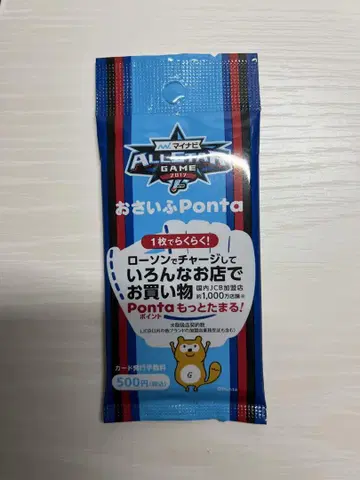 マイナビ
ALLSTAR
GAME
2017
おさいふPonta
1枚でらくらく!
ローソンでチャージして
いろんなお店で
お買い物 国内JCB加盟店
約1,000万店舗※
Pontaもっとたまる!
ポイント
カード発行手数料
500円(税込)